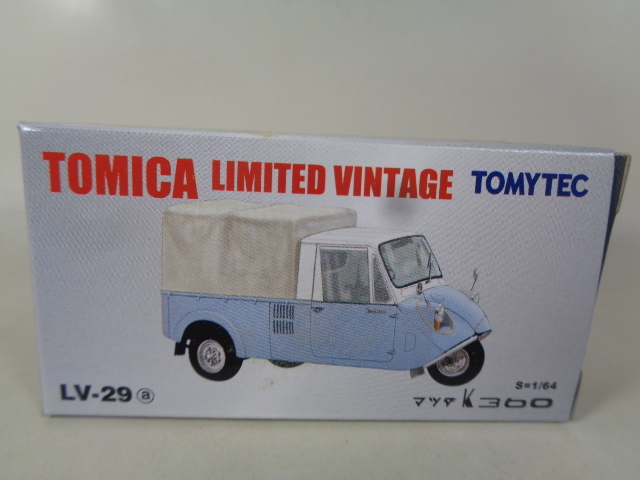 TOMICA LIMITED VINTAGE TOMYTEC
LV-29 ⓐ
S=1/64
マツダ K360